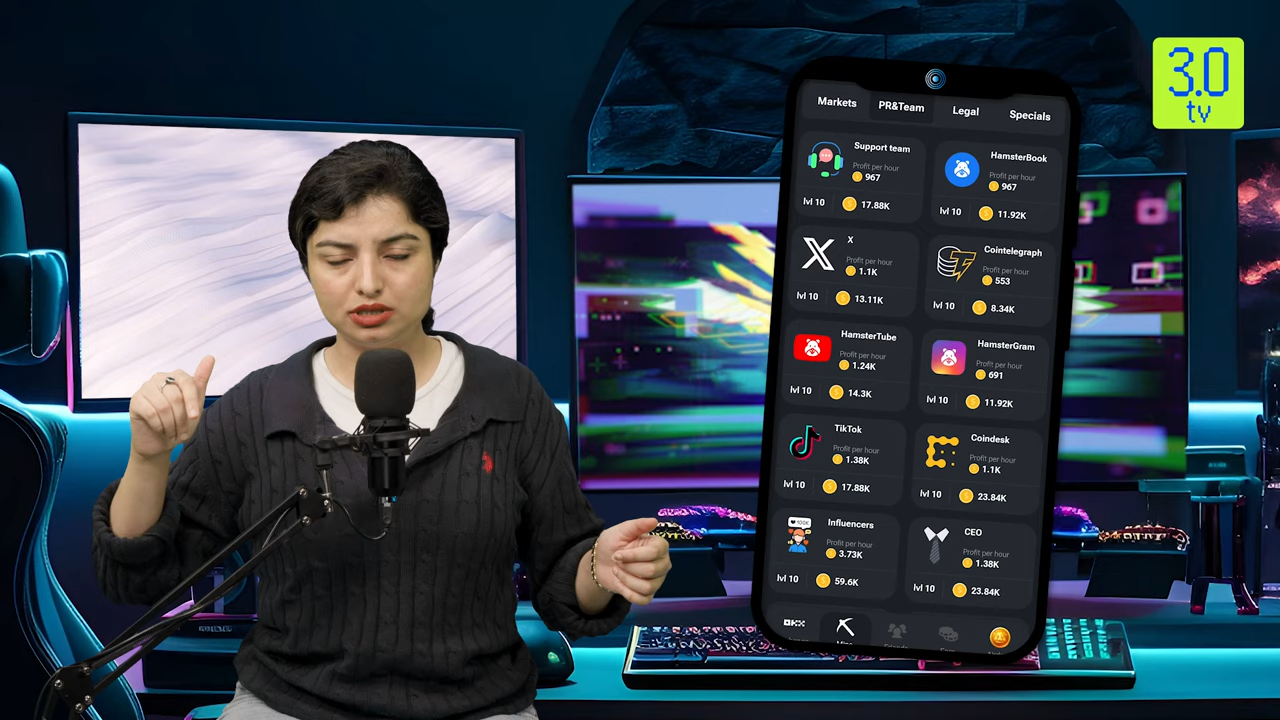 3.0
tv
Markets
PR&Team
Legal
Specials
Support team
Profit per hour
967
lvl 10
17.88K
HamsterBook
Profit per hour
967
lvl 10
11.92K
X
Profit per hour
1.1K
lvl 10
13.11K
Cointelegraph
Profit per hour
553
lvl 10
8.34K
HamsterTube
Profit per hour
1.24K
lvl 10
14.3K
HamsterGram
Profit per hour
691
lvl 10
11.92K
TikTok
Profit per hour
1.38K
lvl 10
17.88K
Coindesk
Profit per hour
1.1K
lvl 10
23.84K
100K
Influencers
Profit per hour
3.73K
lvl 10
59.6K
CEO
Profit per hour
1.38K
lvl 10
23.84K